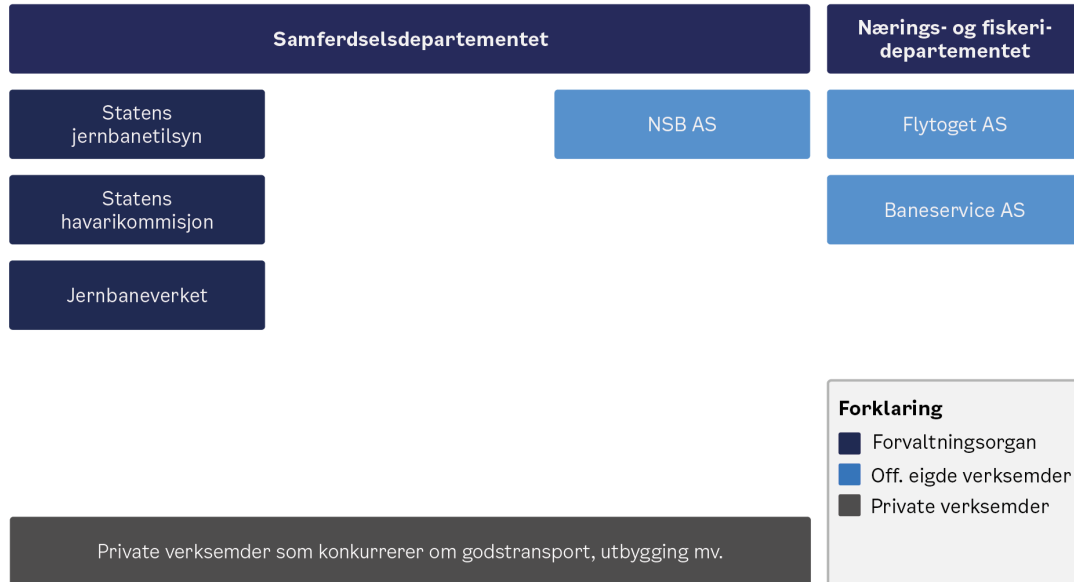 Samferdselsdepartementet
Nærings- og fiskeri-
departementet
Statens
jernbanetilsyn
NSB AS
Flytoget AS
Statens
havarikommisjon
Baneservice AS
Jernbaneverket
Forklaring
Forvaltningsorgan
Off. eigde verksemder
Private verksemder
Private verksemder som konkurrerer om godstransport, utbygging mv.